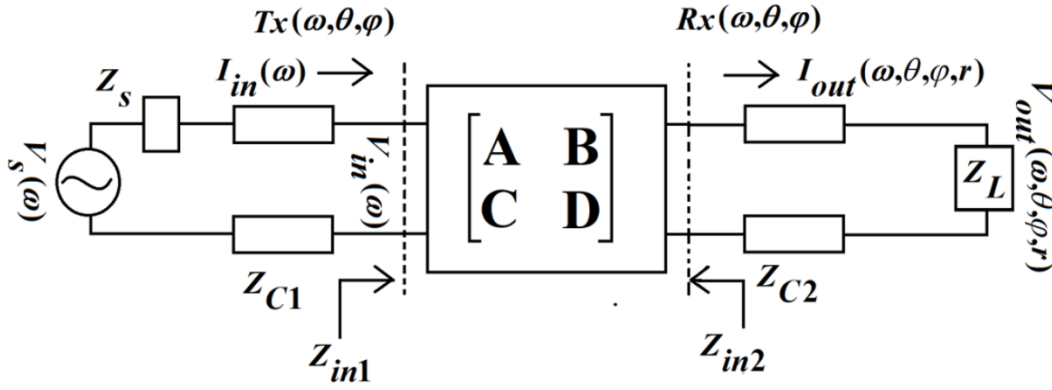 Tx(ω,θ,φ)
Rx(ω,θ,φ)
I_in(ω)
I_out(ω,θ,φ,r)
Z_s
V_s(ω)
V_in(ω)
A B
C D
Z_L
V_out(ω,θ,φ,r)
Z_C1
Z_C2
Z_in1
Z_in2